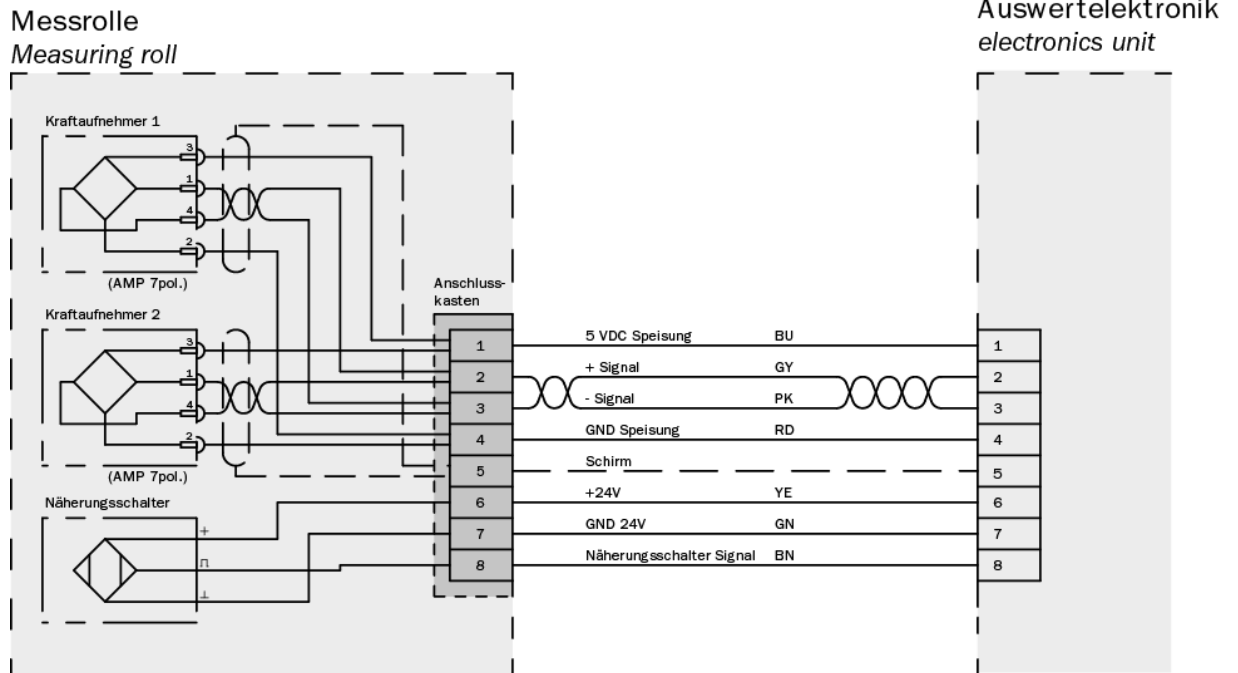 Messrolle
Measuring roll
Auswertelektronik
electronics unit
Kraftaufnehmer 1
3
1
4
2
(AMP 7pol.)
Kraftaufnehmer 2
3
1
4
2
(AMP 7pol.)
Näherungsschalter
+
⊓
⊥
Anschluss-
kasten
1
2
3
4
5
6
7
8
5 VDC Speisung BU
+ Signal GY
- Signal PK
GND Speisung RD
Schirm
+24V YE
GND 24V GN
Näherungsschalter Signal BN
1
2
3
4
5
6
7
8